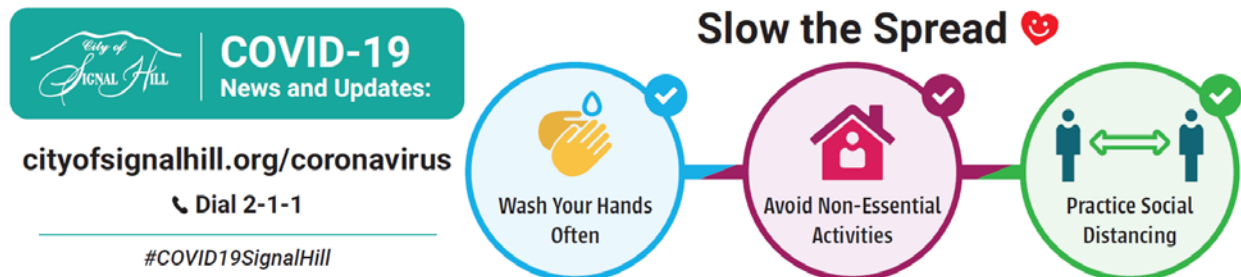 City of
SIGNAL HILL
COVID-19
News and Updates:
cityofsignalhill.org/coronavirus
Dial 2-1-1
#COVID19SignalHill
Slow the Spread
Wash Your Hands
Often
Avoid Non-Essential
Activities
Practice Social
Distancing